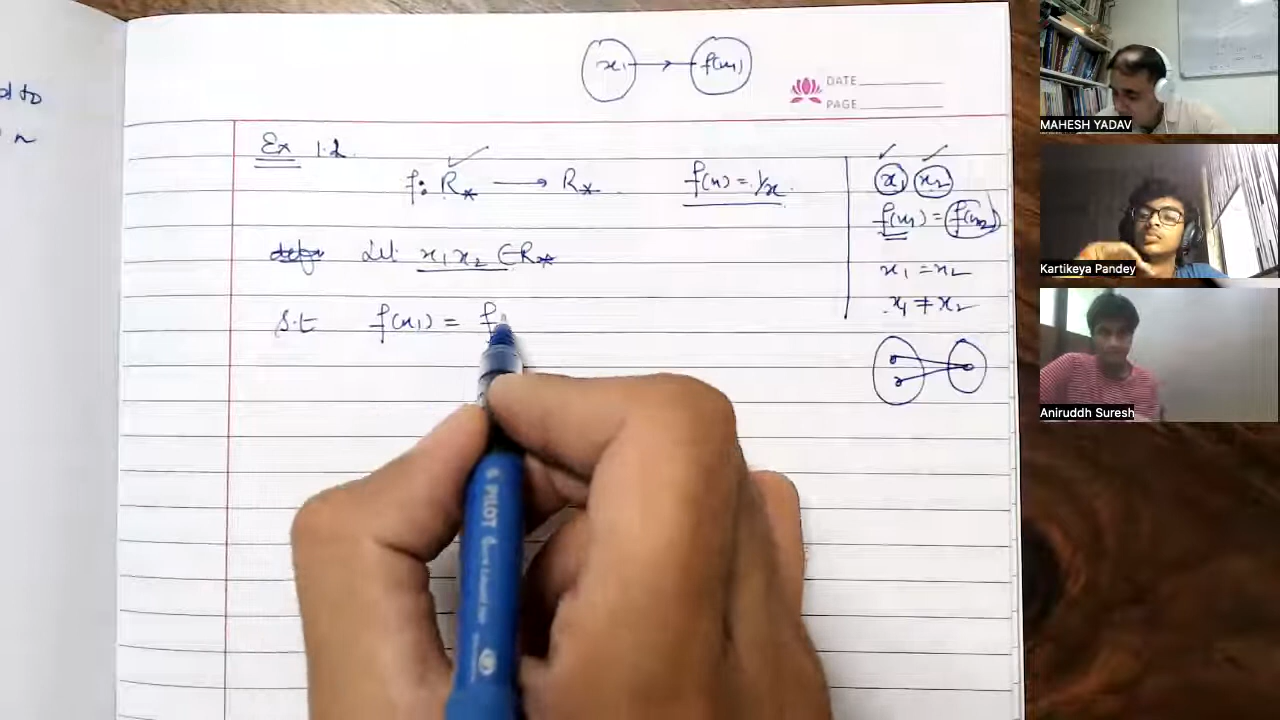 d to
n
x₁ → f(x₁)
DATE
PAGE
Ex 1.2.
f: R* → R* f(x) = 1/x.
Let x₁ x₂ ∈ R*
s.t f(x₁) = f
x₁ x₂
f(x₁) = f(x₂)
x₁ = x₂
x₁ ≠ x₂
PILOT
MAHESH YADAV
Kartikeya Pandey
Aniruddh Suresh